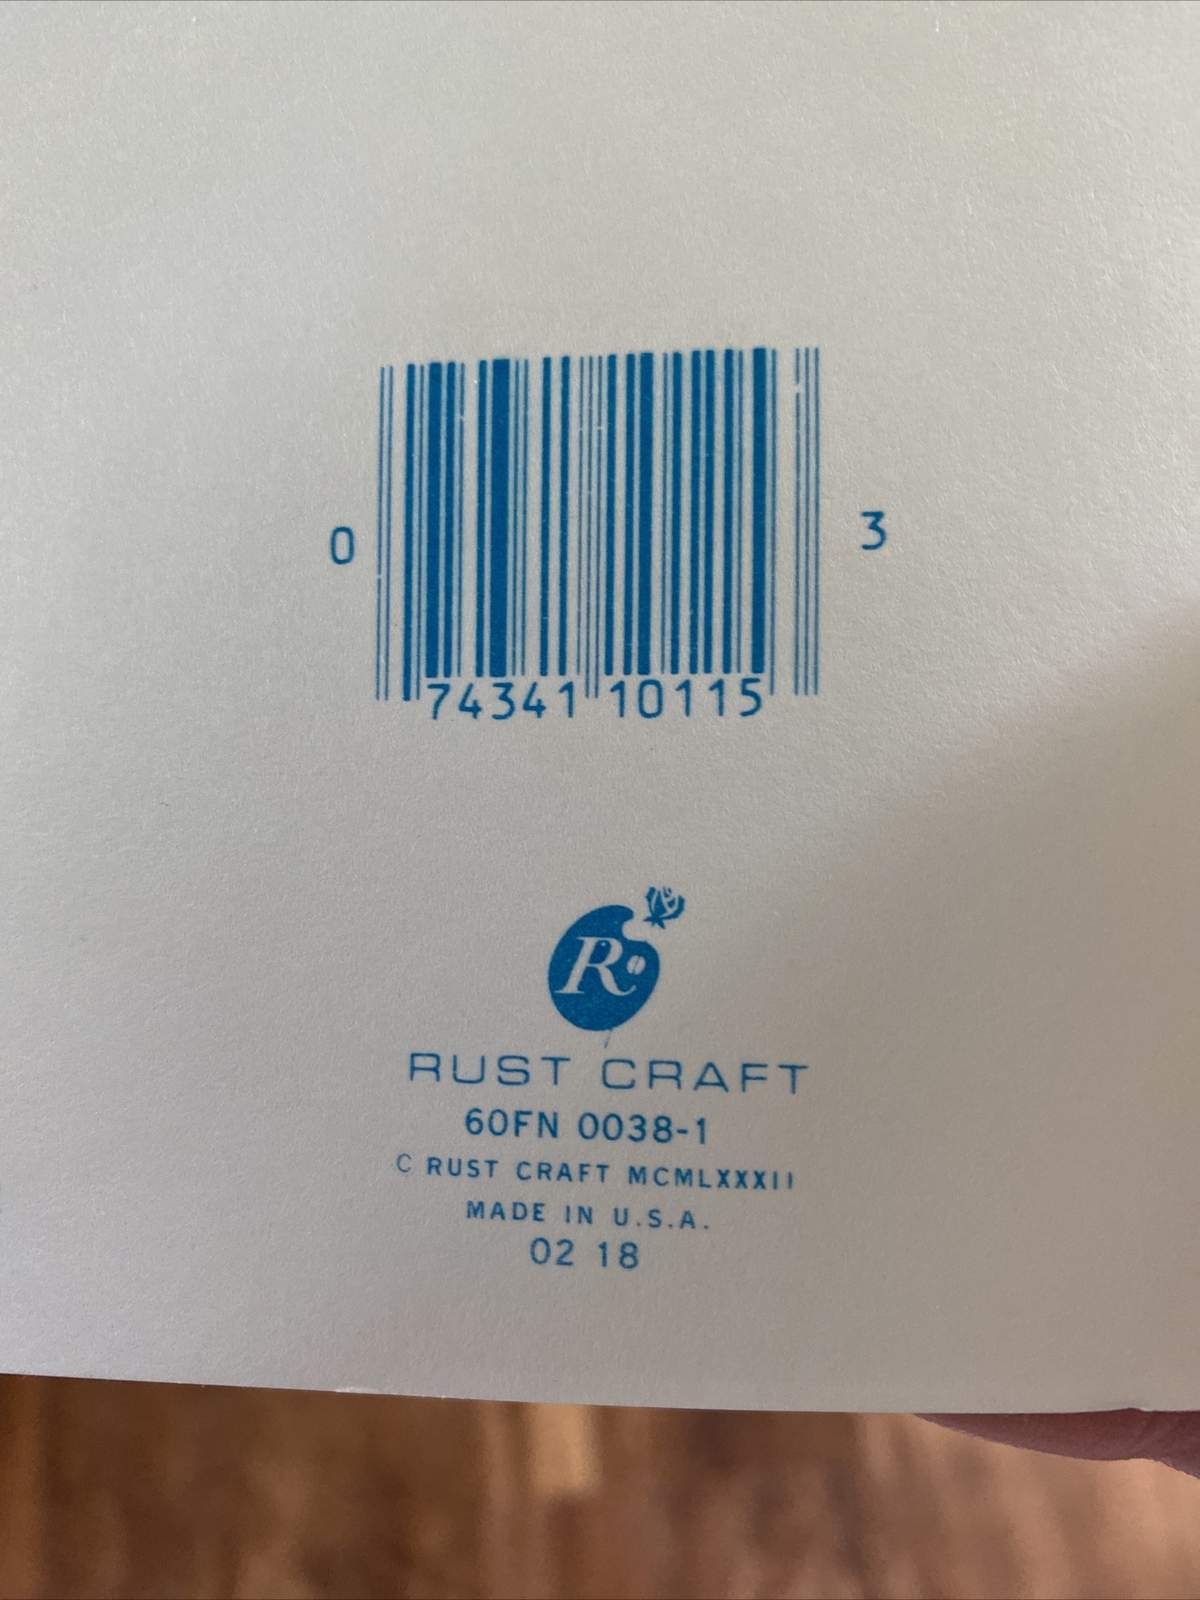 0 74341 10115 3
R
RUST CRAFT
60FN 0038-1
C RUST CRAFT MCMLXXXII
MADE IN U.S.A.
02 18